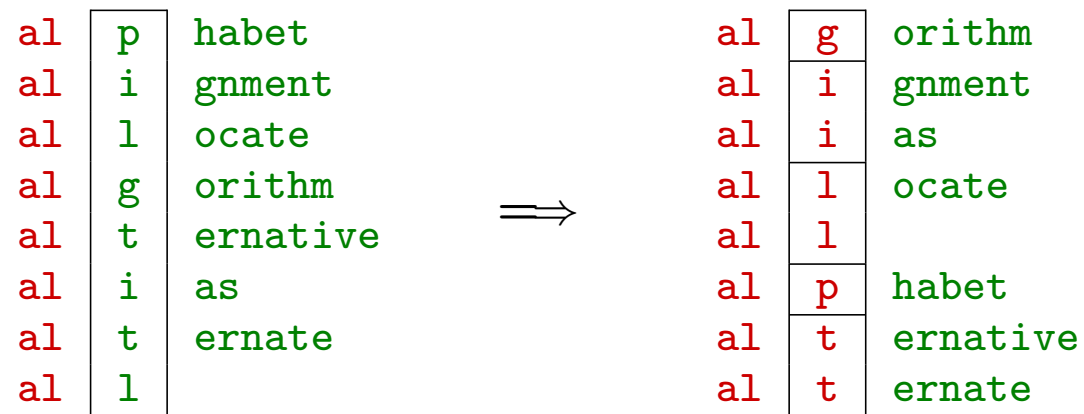 al p habet al g orithm
al i gnment al i gnment
al l ocate al i as
al g orithm al l ocate
al t ernative ⟹ al l
al i as al p habet
al t ernate al t ernative
al l al t ernate